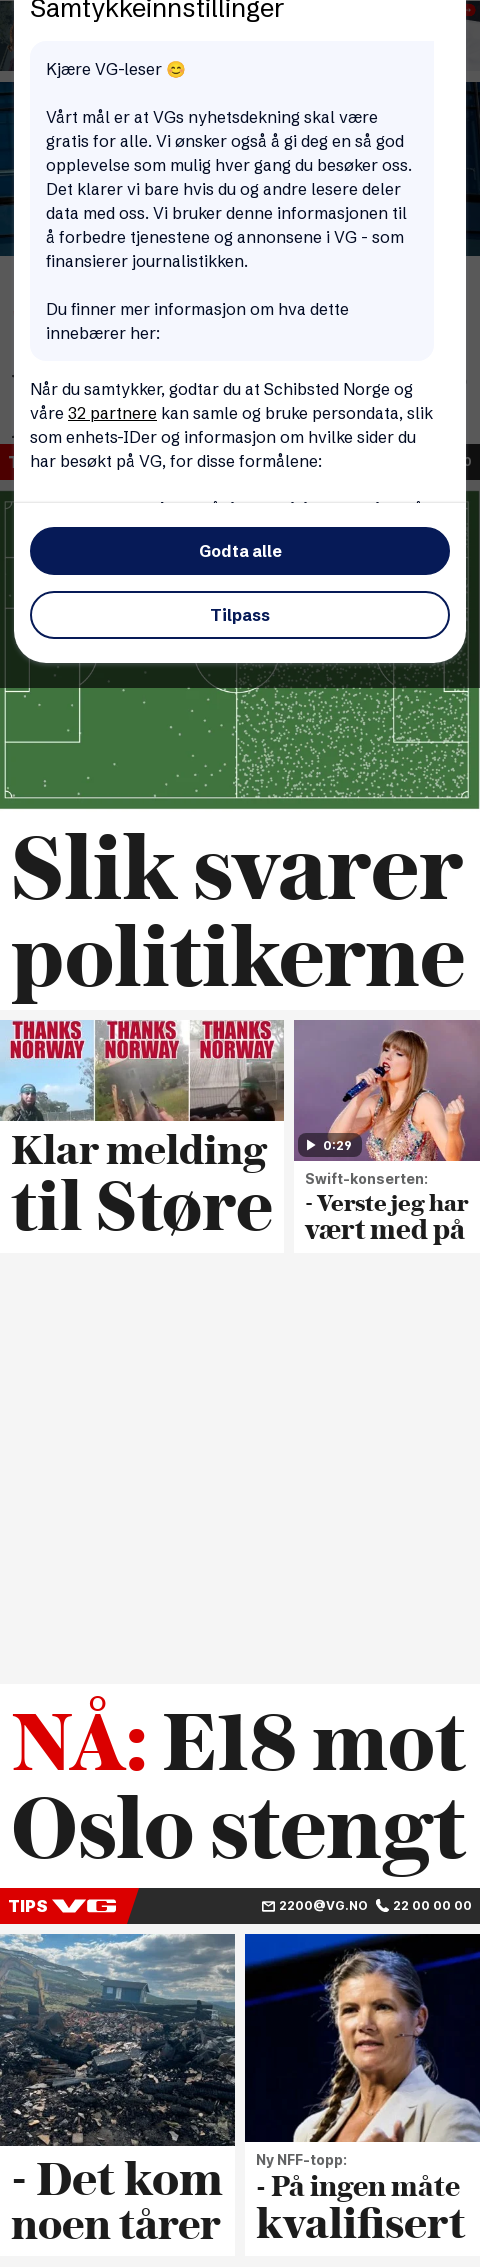 Samtykkeinnstillinger
Kjære VG-leser 😊
Vårt mål er at VGs nyhetsdekning skal være
gratis for alle. Vi ønsker også å gi deg en så god
opplevelse som mulig hver gang du besøker oss.
Det klarer vi bare hvis du og andre lesere deler
data med oss. Vi bruker denne informasjonen til
å forbedre tjenestene og annonsene i VG - som
finansierer journalistikken.
Du finner mer informasjon om hva dette
innebærer her:
Når du samtykker, godtar du at Schibsted Norge og
våre 32 partnere kan samle og bruke persondata, slik
som enhets-IDer og informasjon om hvilke sider du
har besøkt på VG, for disse formålene:
Godta alle
Tilpass
Slik svarer
politikerne
THANKS NORWAY
THANKS NORWAY
THANKS NORWAY
Klar melding
til Støre
0:29
Swift-konserten:
- Verste jeg har
vært med på
NÅ: E18 mot
Oslo stengt
TIPS VG 2200@VG.NO 22 00 00 00
- Det kom
noen tårer
Ny NFF-topp:
- På ingen måte
kvalifisert